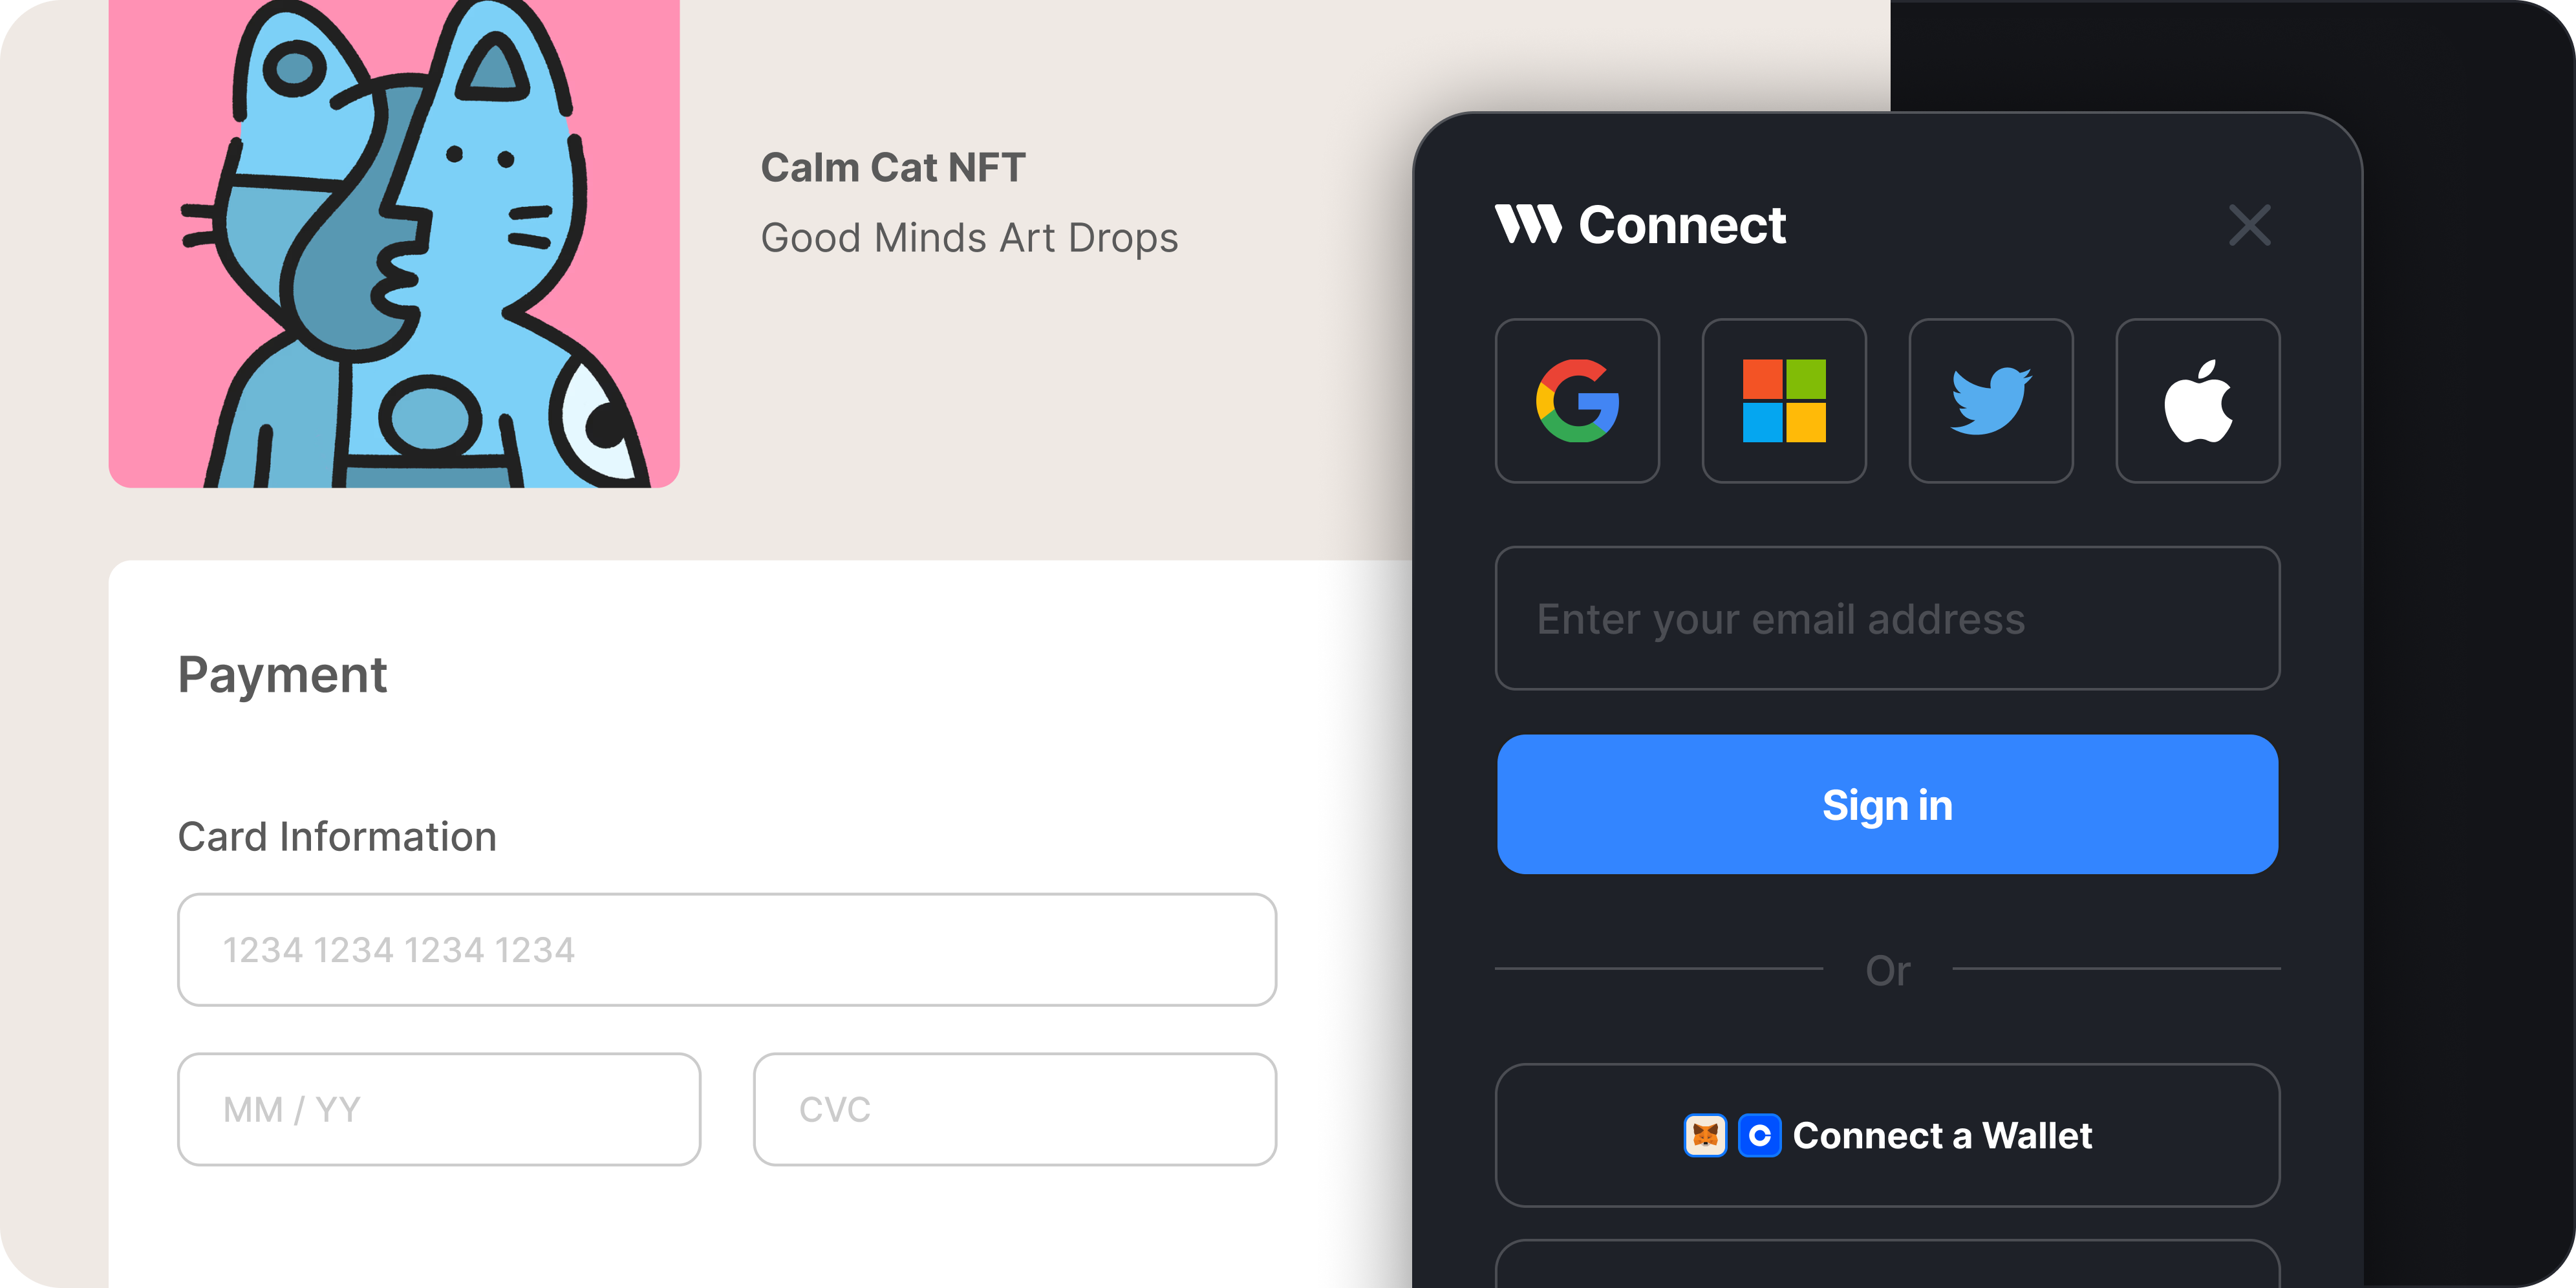 Calm Cat NFT
Good Minds Art Drops
Payment
Card Information
1234 1234 1234 1234
MM / YY
CVC
Connect
Enter your email address
Sign in
Or
Connect a Wallet